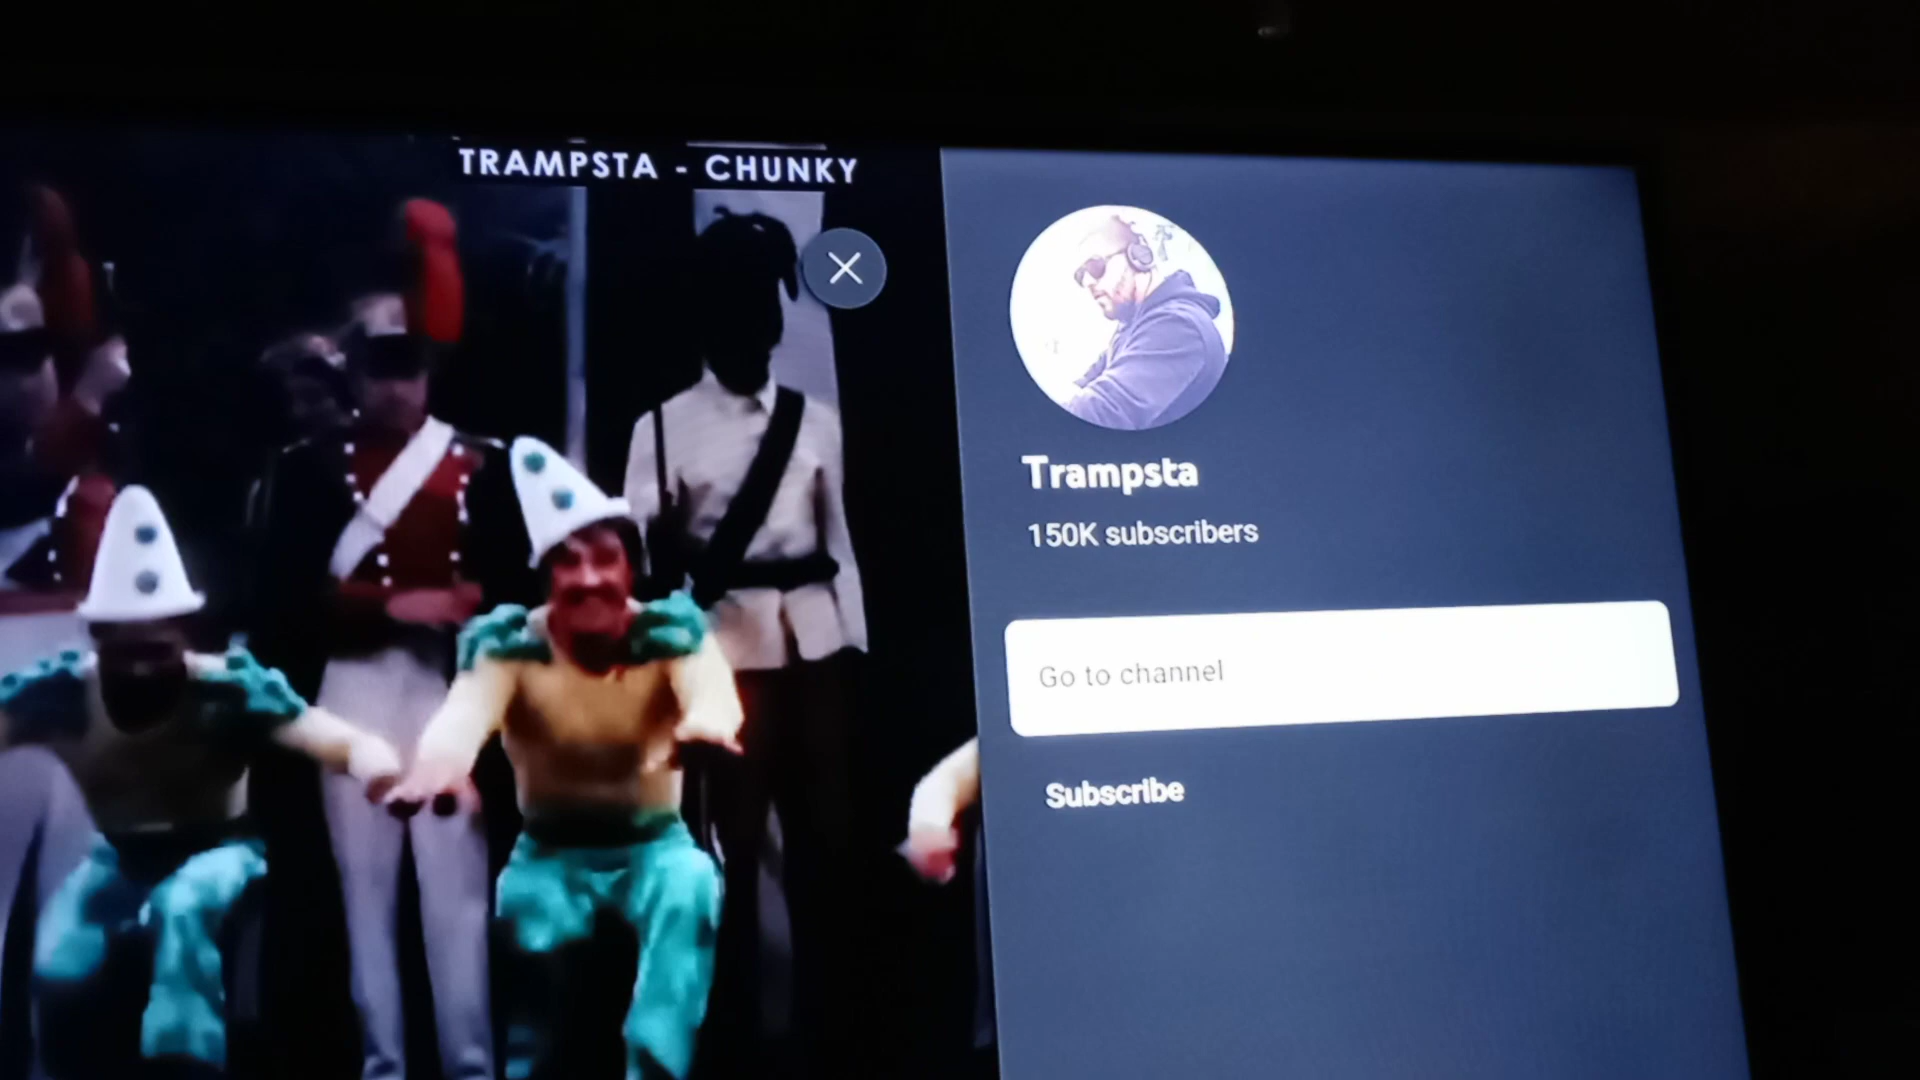 TRAMPSTA - CHUNKY
Trampsta
150K subscribers
Go to channel
Subscribe